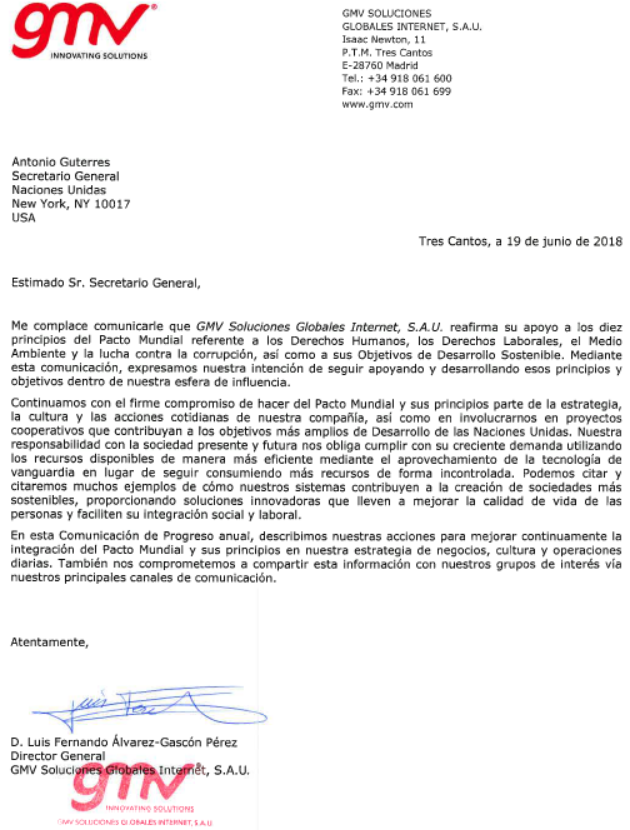 gmv®
INNOVATING SOLUTIONS
GMV SOLUCIONES
GLOBALES INTERNET, S.A.U.
Isaac Newton, 11
P.T.M. Tres Cantos
E-28760 Madrid
Tel.: +34 918 061 600
Fax: +34 918 061 699
www.gmv.com
Antonio Guterres
Secretario General
Naciones Unidas
New York, NY 10017
USA
Tres Cantos, a 19 de junio de 2018
Estimado Sr. Secretario General,
Me complace comunicarle que GMV Soluciones Globales Internet, S.A.U. reafirma su apoyo a los diez
principios del Pacto Mundial referente a los Derechos Humanos, los Derechos Laborales, el Medio
Ambiente y la lucha contra la corrupción, así como a sus Objetivos de Desarrollo Sostenible. Mediante
esta comunicación, expresamos nuestra intención de seguir apoyando y desarrollando esos principios y
objetivos dentro de nuestra esfera de influencia.
Continuamos con el firme compromiso de hacer del Pacto Mundial y sus principios parte de la estrategia,
la cultura y las acciones cotidianas de nuestra compañía, así como en involucrarnos en proyectos
cooperativos que contribuyan a los objetivos más amplios de Desarrollo de las Naciones Unidas. Nuestra
responsabilidad con la sociedad presente y futura nos obliga cumplir con su creciente demanda utilizando
los recursos disponibles de manera más eficiente mediante el aprovechamiento de la tecnología de
vanguardia en lugar de seguir consumiendo más recursos de forma incontrolada. Podemos citar y
citaremos muchos ejemplos de cómo nuestros sistemas contribuyen a la creación de sociedades más
sostenibles, proporcionando soluciones innovadoras que lleven a mejorar la calidad de vida de las
personas y faciliten su integración social y laboral.
En esta Comunicación de Progreso anual, describimos nuestras acciones para mejorar continuamente la
integración del Pacto Mundial y sus principios en nuestra estrategia de negocios, cultura y operaciones
diarias. También nos comprometemos a compartir esta información con nuestros grupos de interés vía
nuestros principales canales de comunicación.
Atentamente,
D. Luis Fernando Álvarez-Gascón Pérez
Director General
GMV Soluciones Globales Internet, S.A.U.
gmv
INNOVATING SOLUTIONS
GMV SOLUCIONES GLOBALES INTERNET, S.A.U.